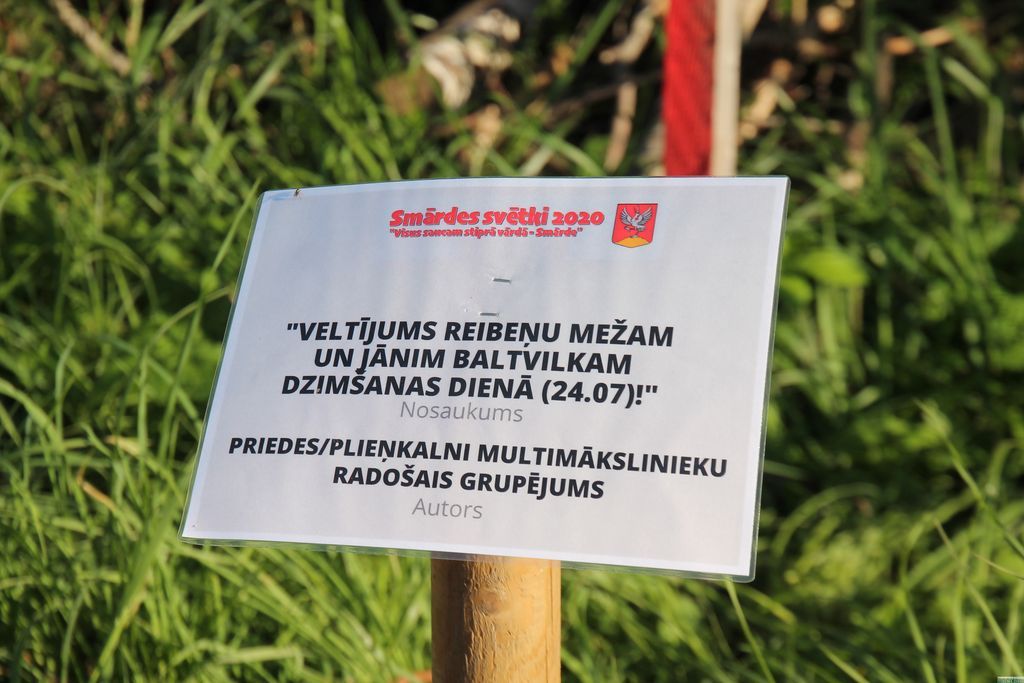 Smārdes svētki 2020
"Visus saucam stiprā vārdā - Smārde"
"VELTĪJUMS REIBEŅU MEŽAM
UN JĀNIM BALTVILKAM
DZIMŠANAS DIENĀ (24.07)!"
Nosaukums
PRIEDES/PLIEŅKALNI MULTIMĀKSLINIEKU
RADOŠAIS GRUPĒJUMS
Autors